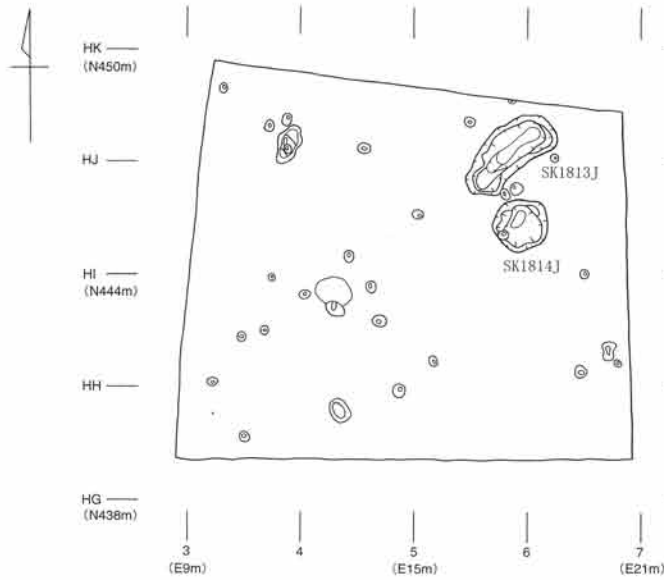 HK
(N450m)
HJ
SK1813J
SK1814J
HI
(N444m)
HH
HG
(N438m)
3
(E9m)
4
5
(E15m)
6
7
(E21m)